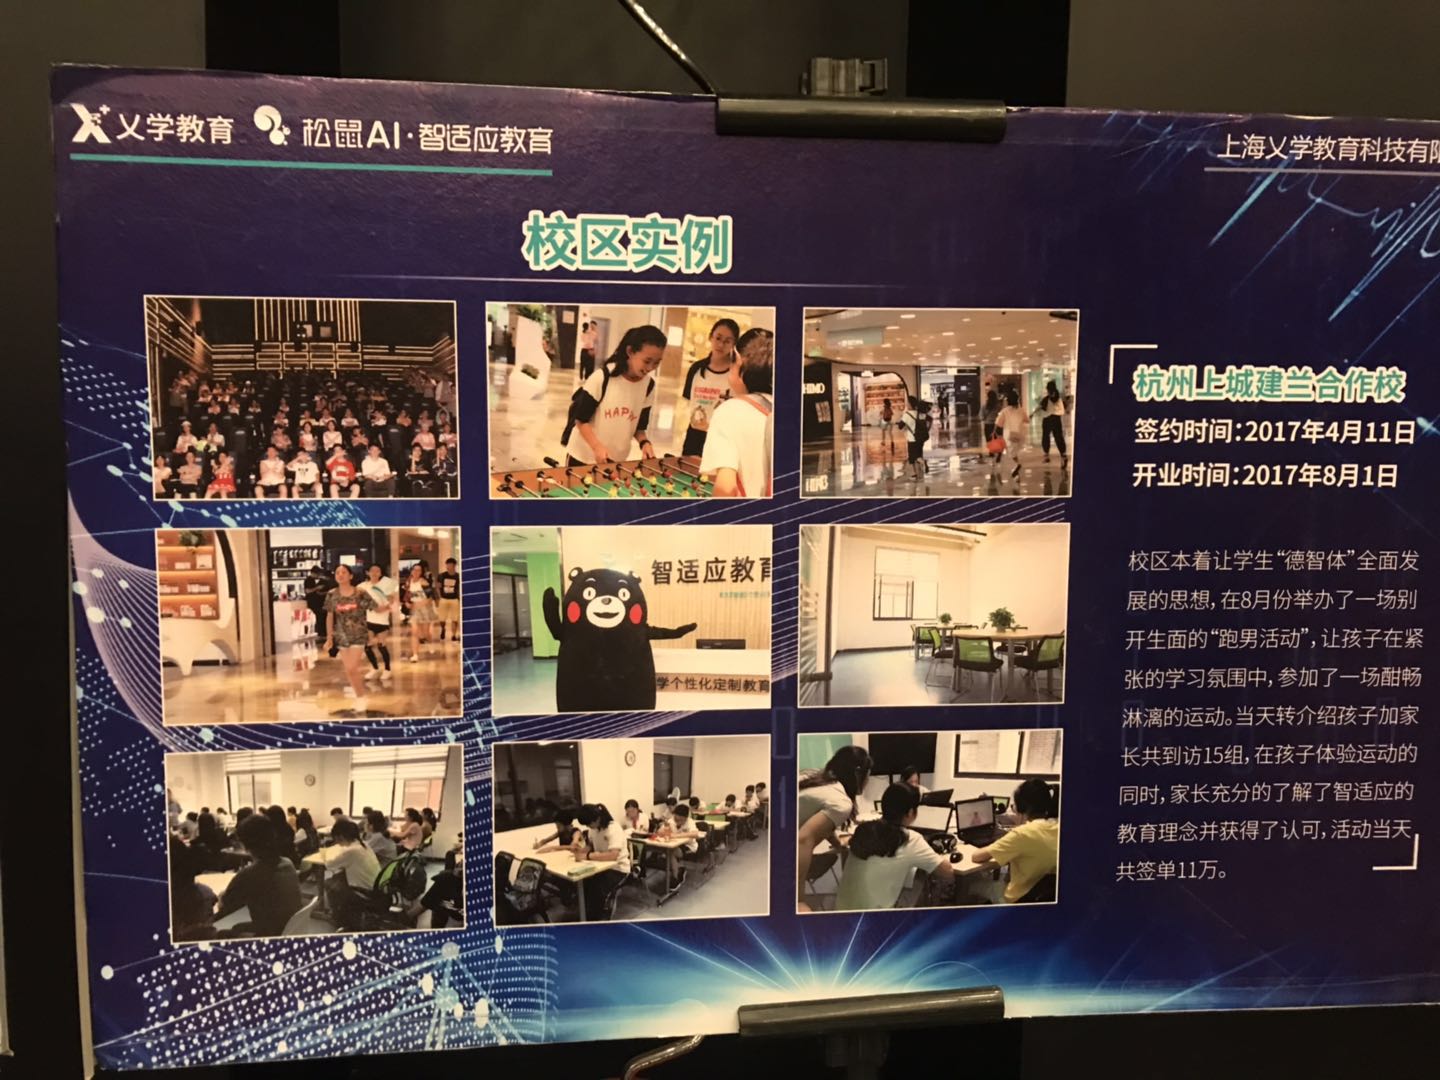 乂学教育 松鼠AI·智适应教育
上海乂学教育科技有限
校区实例
HAPPY
智适应教育
学个性化定制教育
杭州上城建兰合作校
签约时间:2017年4月11日
开业时间:2017年8月1日
校区本着让学生“德智体”全面发
展的思想,在8月份举办了一场别
开生面的“跑男活动”,让孩子在紧
张的学习氛围中,参加了一场酣畅
淋漓的运动。当天转介绍孩子加家
长共到访15组,在孩子体验运动的
同时,家长充分的了解了智适应的
教育理念并获得了认可,活动当天
共签单11万。